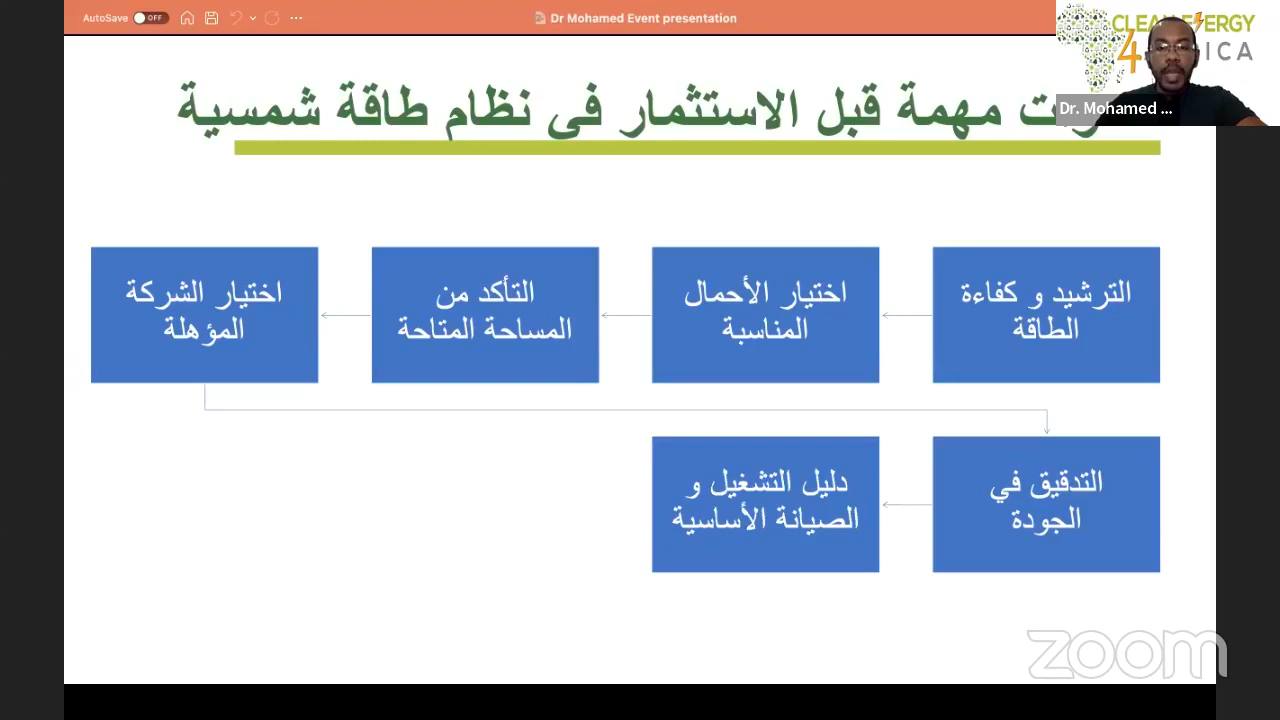 AutoSave OFF
Dr Mohamed Event presentation
CLEAN ENERGY
4
Dr. Mohamed ...
مهمة قبل الاستثمار فى نظام طاقة شمسية
الترشيد و كفاءة
الطاقة
اختيار الأحمال
المناسبة
التأكد من
المساحة المتاحة
اختيار الشركة
المؤهلة
التدقيق في
الجودة
دليل التشغيل و
الصيانة الأساسية
zoom